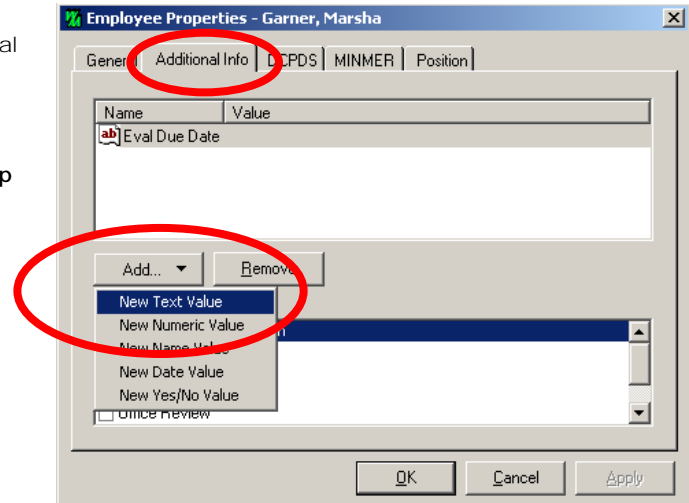 al
p
Employee Properties - Garner, Marsha
General Additional Info DCPDS MINMER Position
Name Value
ab Eval Due Date
Add... Remove
New Text Value
New Numeric Value
New Name Value
New Date Value
New Yes/No Value
Office Review
OK Cancel Apply